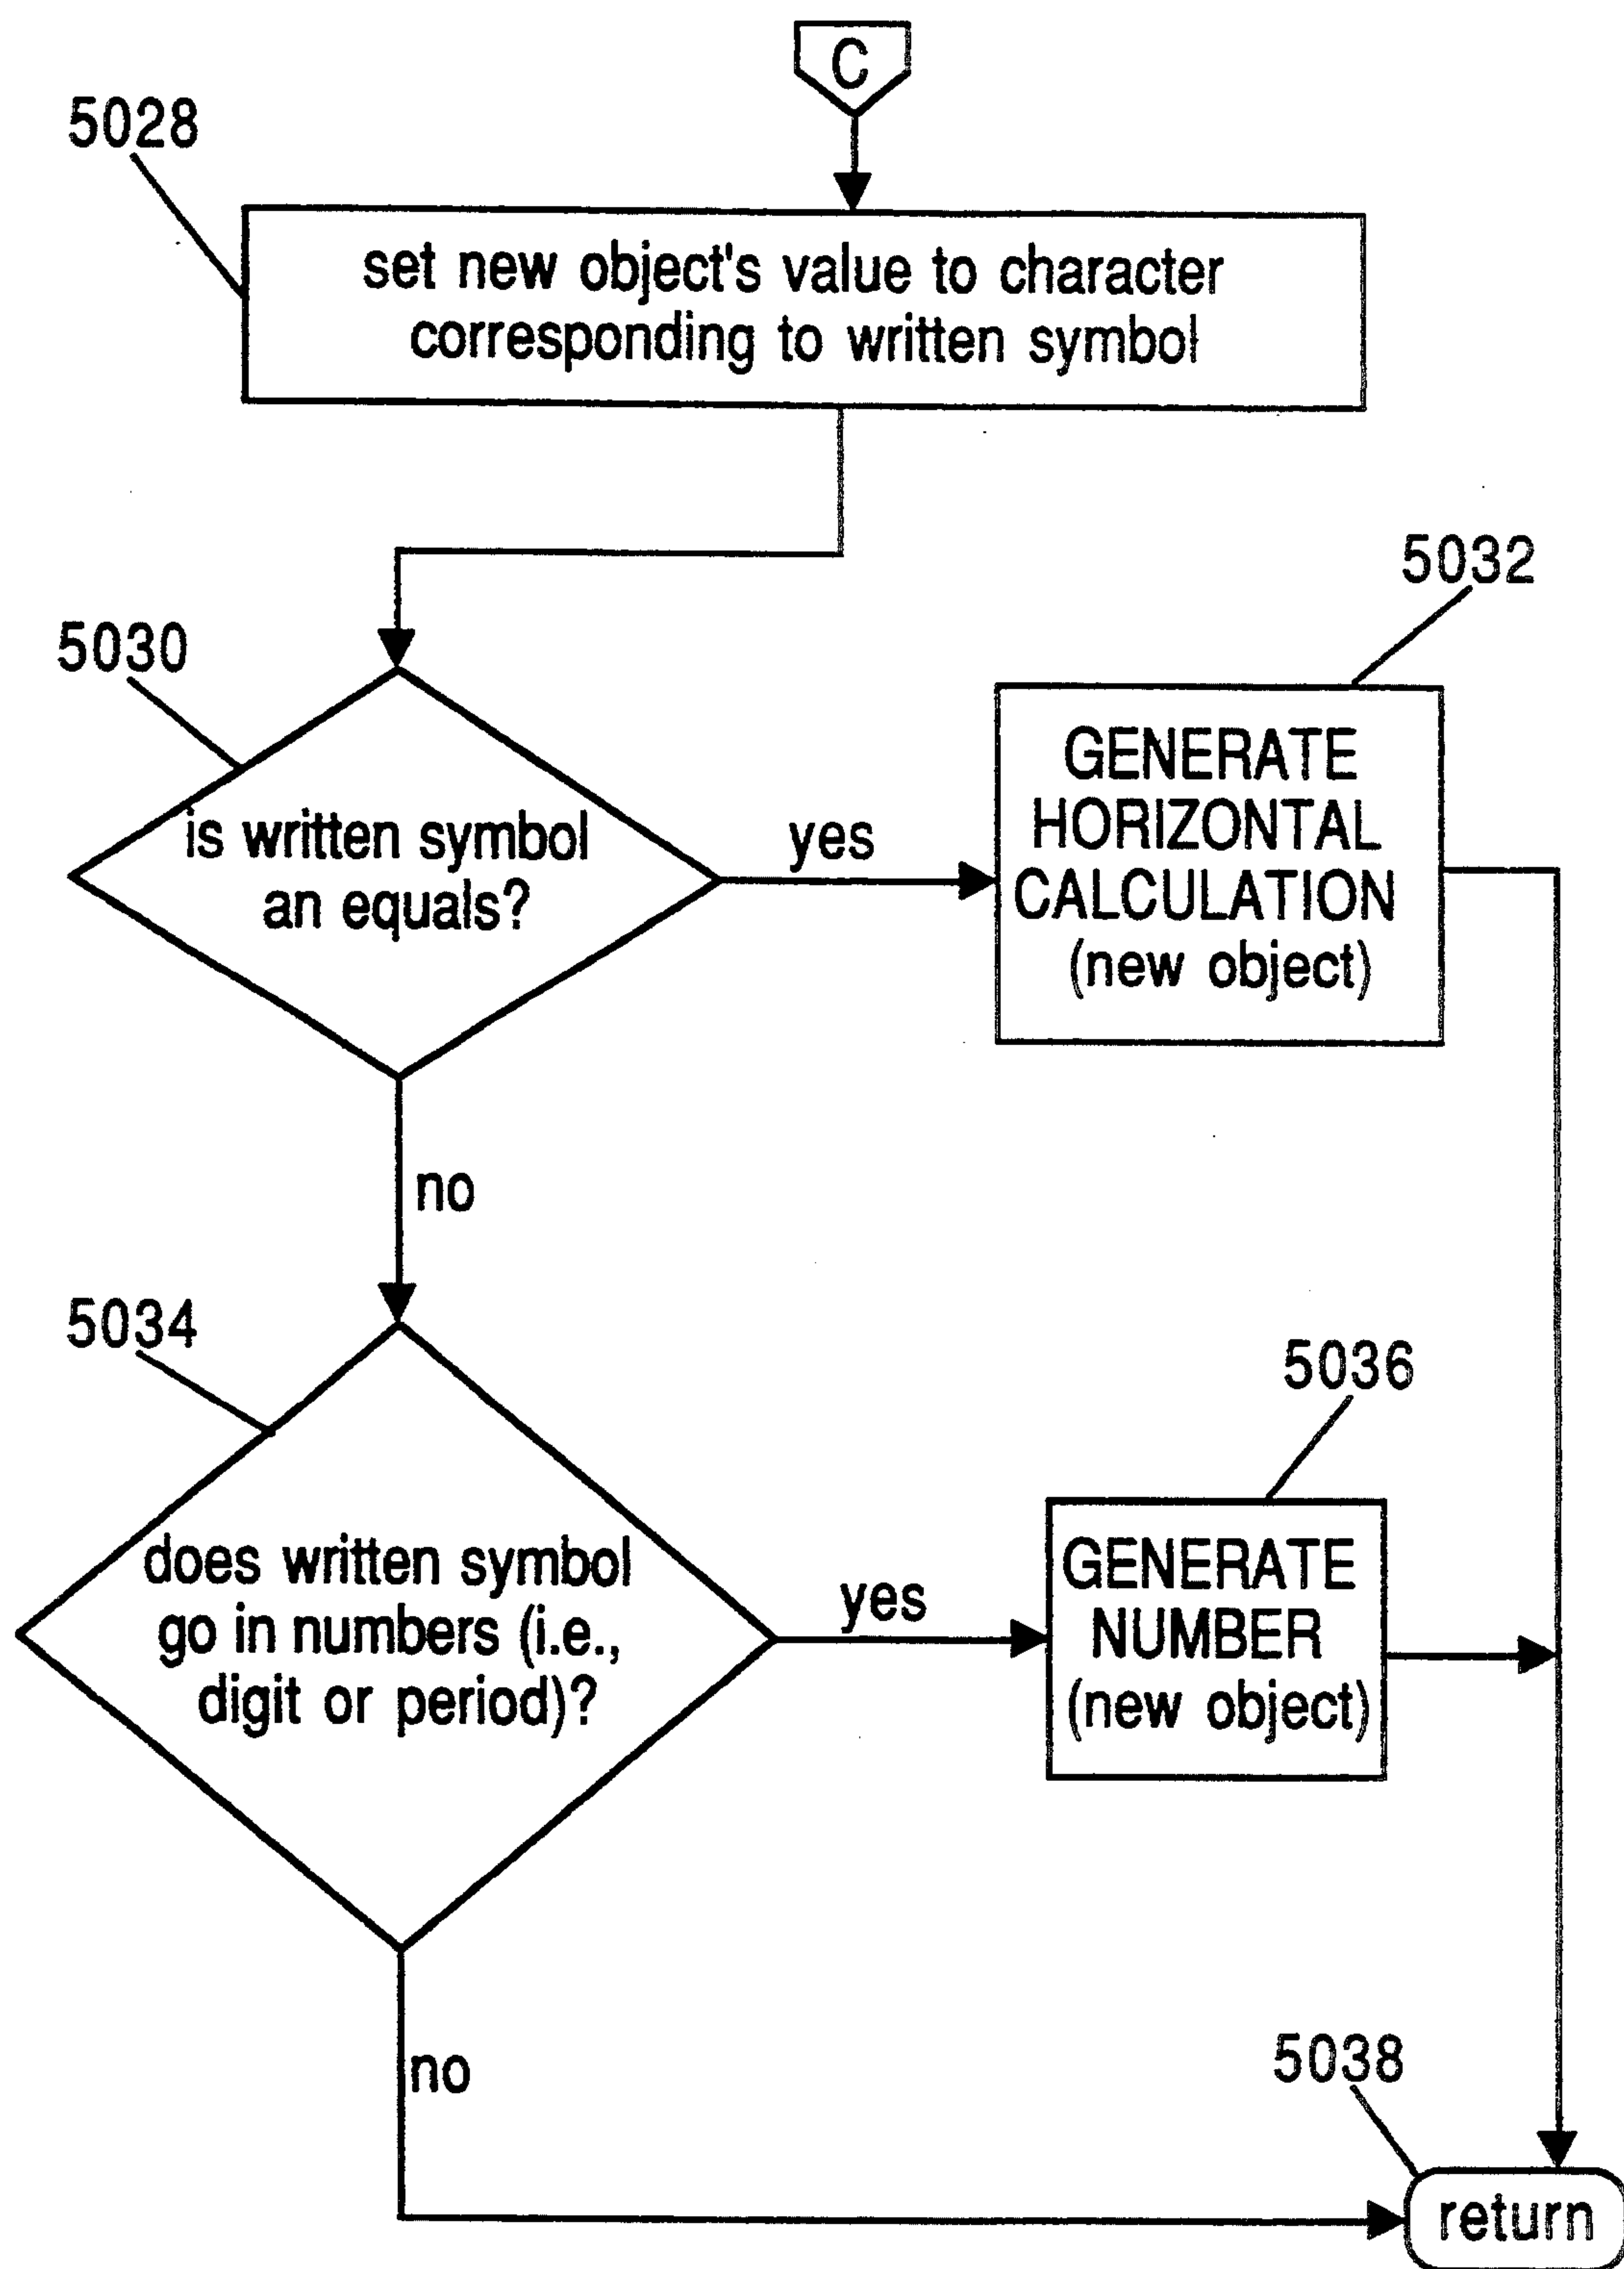 C
5028
set new object's value to character
corresponding to written symbol
5030
is written symbol
an equals?
yes
5032
GENERATE
HORIZONTAL
CALCULATION
(new object)
no
5034
does written symbol
go in numbers (i.e.,
digit or period)?
yes
5036
GENERATE
NUMBER
(new object)
no
5038
return